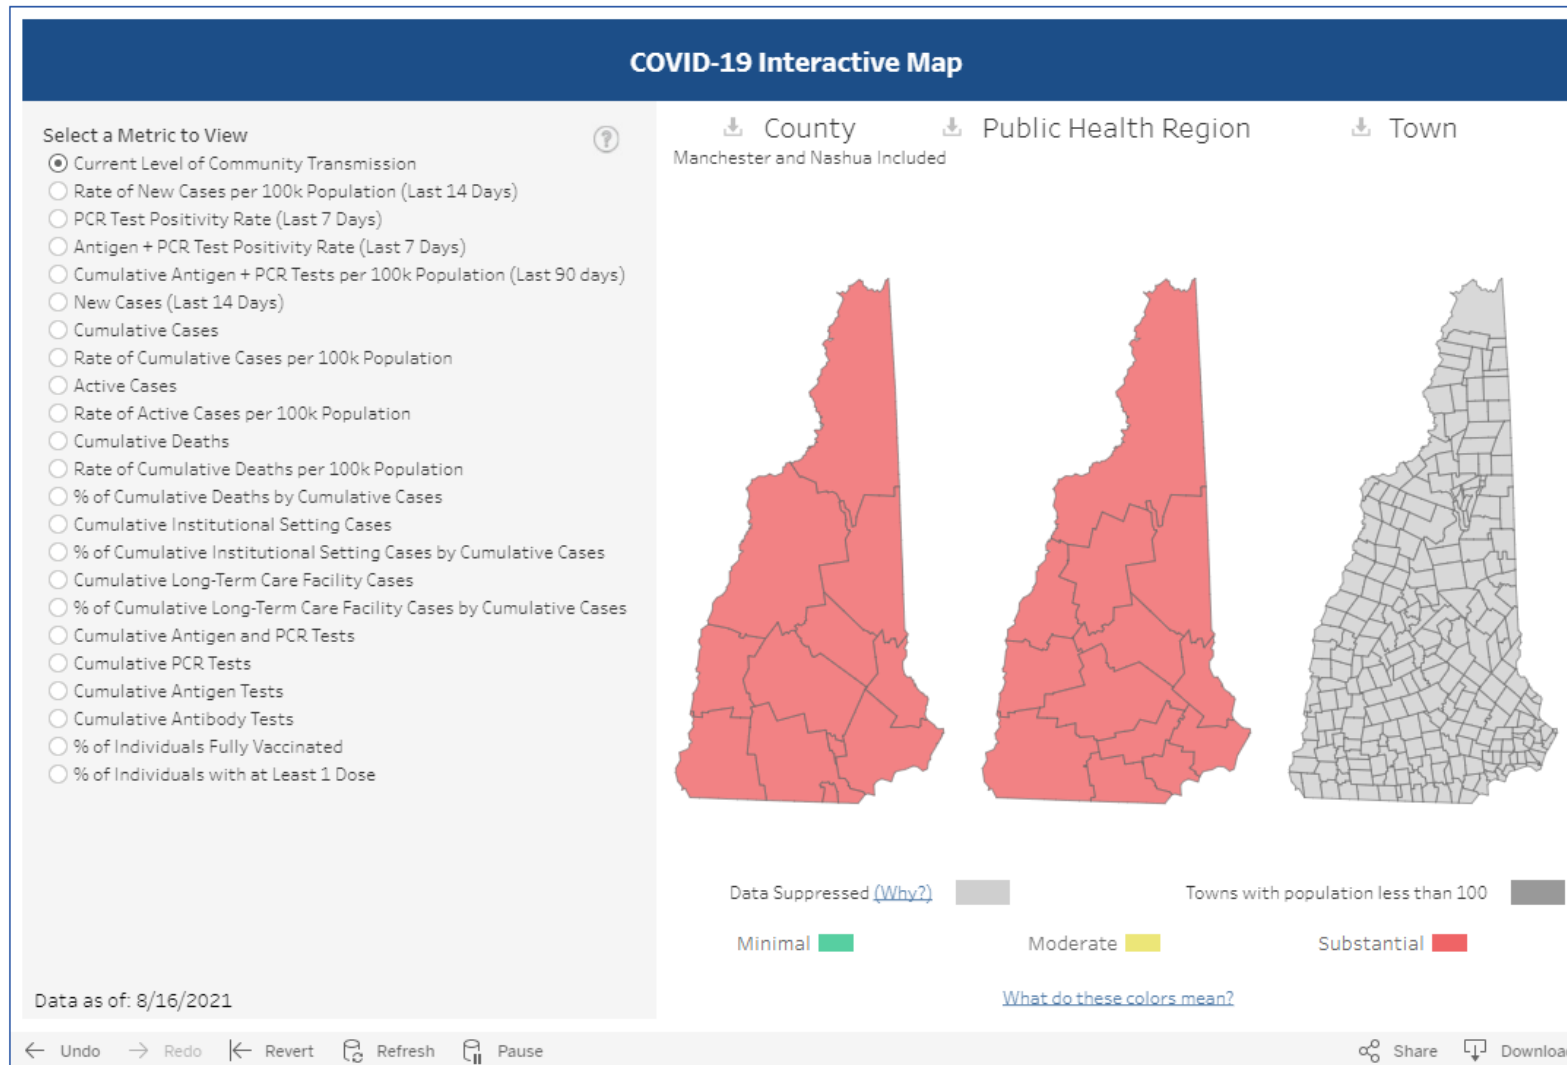 COVID-19 Interactive Map
Select a Metric to View
?
Current Level of Community Transmission
Rate of New Cases per 100k Population (Last 14 Days)
PCR Test Positivity Rate (Last 7 Days)
Antigen + PCR Test Positivity Rate (Last 7 Days)
Cumulative Antigen + PCR Tests per 100k Population (Last 90 days)
New Cases (Last 14 Days)
Cumulative Cases
Rate of Cumulative Cases per 100k Population
Active Cases
Rate of Active Cases per 100k Population
Cumulative Deaths
Rate of Cumulative Deaths per 100k Population
% of Cumulative Deaths by Cumulative Cases
Cumulative Institutional Setting Cases
% of Cumulative Institutional Setting Cases by Cumulative Cases
Cumulative Long-Term Care Facility Cases
% of Cumulative Long-Term Care Facility Cases by Cumulative Cases
Cumulative Antigen and PCR Tests
Cumulative PCR Tests
Cumulative Antigen Tests
Cumulative Antibody Tests
% of Individuals Fully Vaccinated
% of Individuals with at Least 1 Dose
Data as of: 8/16/2021
County
Manchester and Nashua Included
Public Health Region
Town
Data Suppressed (Why?)
Towns with population less than 100
Minimal
Moderate
Substantial
What do these colors mean?
Undo
Redo
Revert
Refresh
Pause
Share
Downloa